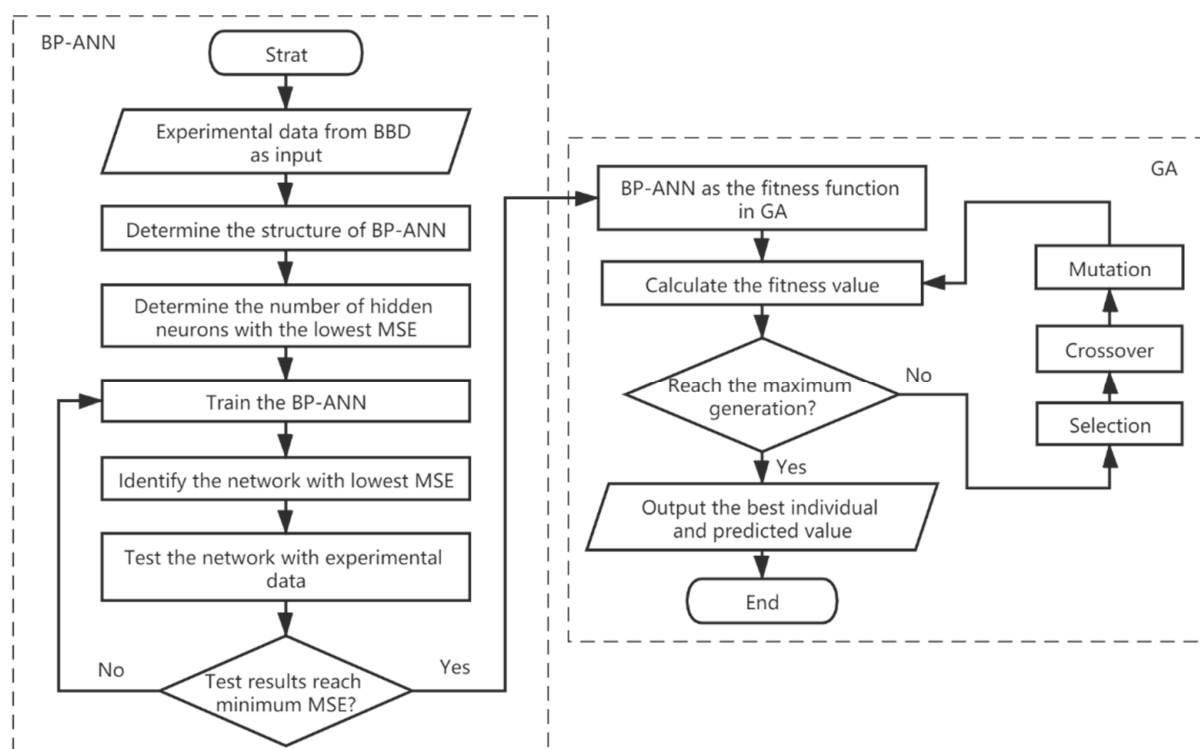 BP-ANN
Strat
Experimental data from BBD
as input
Determine the structure of BP-ANN
Determine the number of hidden
neurons with the lowest MSE
Train the BP-ANN
Identify the network with lowest MSE
Test the network with experimental
data
No
Yes
Test results reach
minimum MSE?
GA
BP-ANN as the fitness function
in GA
Calculate the fitness value
Reach the maximum
generation?
No
Yes
Mutation
Crossover
Selection
Output the best individual
and predicted value
End